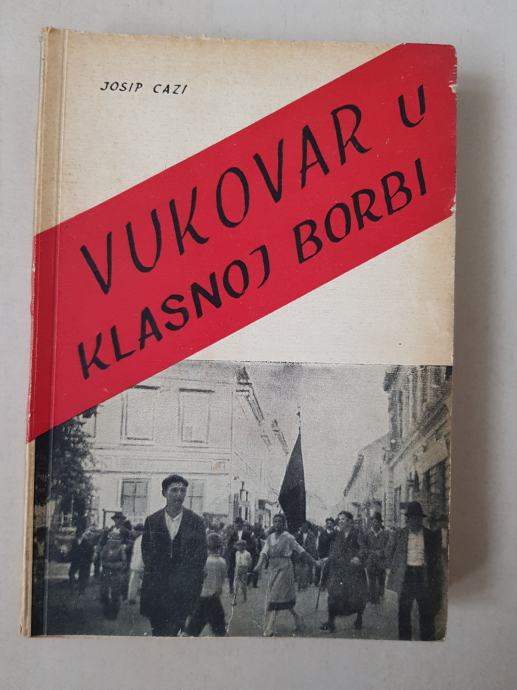 JOSIP CAZI
VUKOVAR U
KLASNOJ BORBI